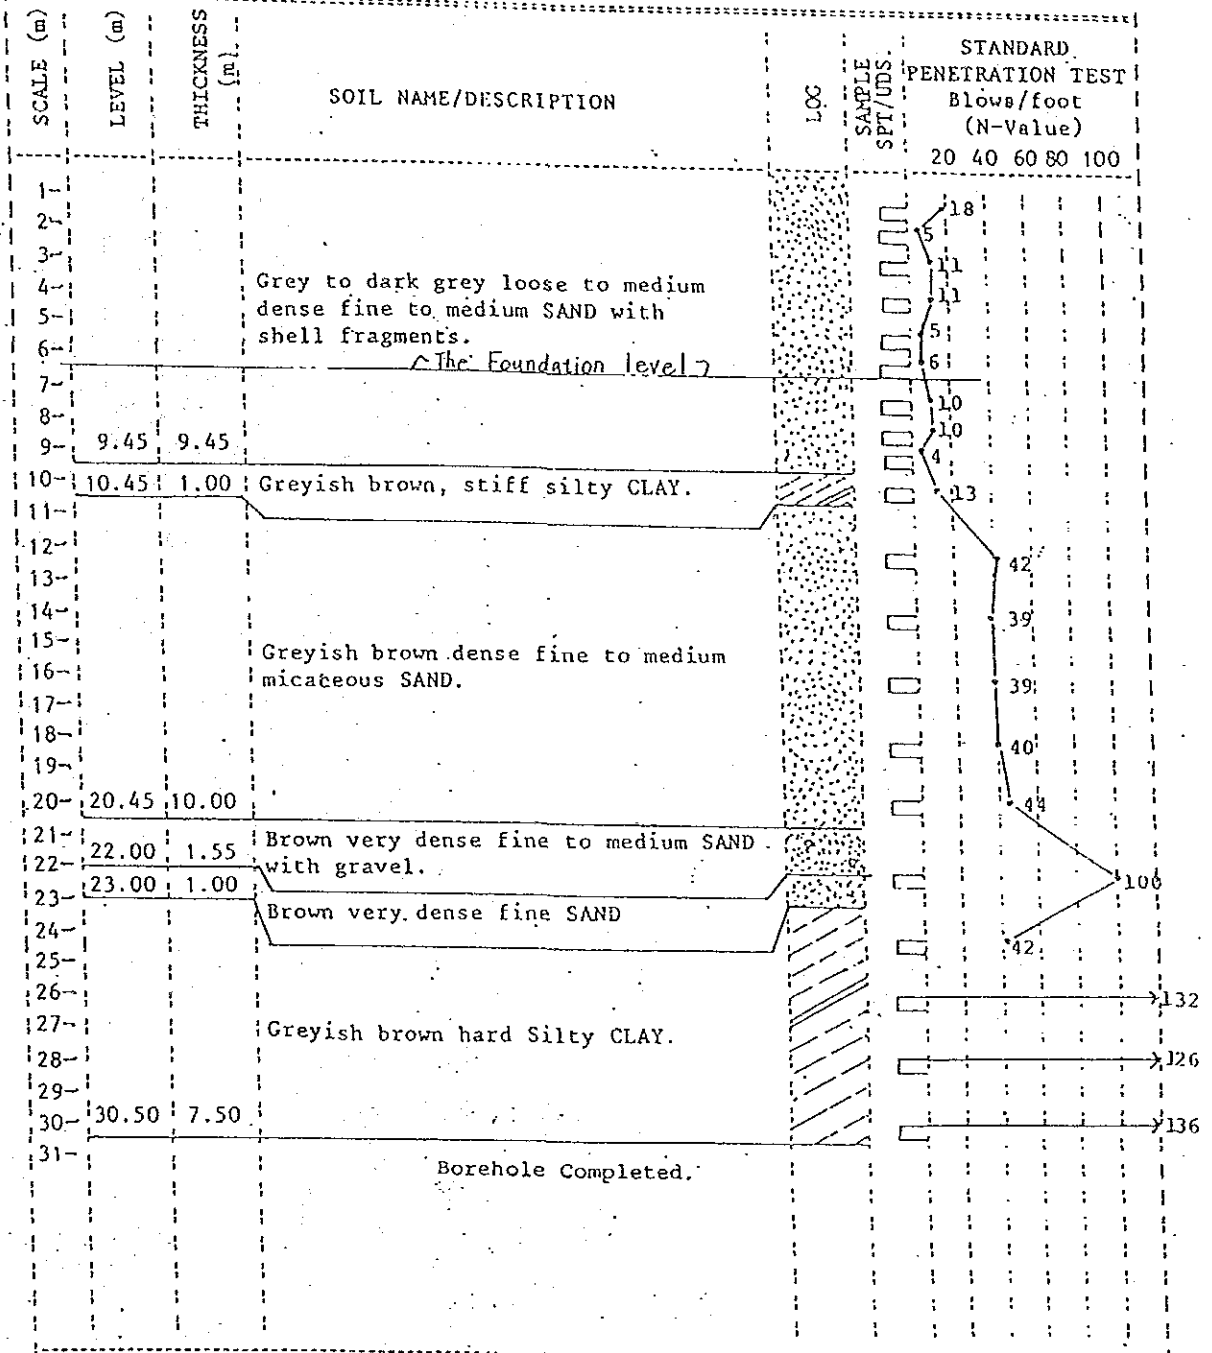 SCALE (m)
LEVEL (m)
THICKNESS (m).
SOIL NAME/DESCRIPTION
LOG
SAMPLE
SPT/UDS.
STANDARD
PENETRATION TEST
Blows/foot
(N-Value)
20 40 60 80 100
1-
18
2-
5
3-
11
4-
Grey to dark grey loose to medium
11
5-
dense fine to medium SAND with
5
shell fragments.
6-
The Foundation level
6
7-
10
8-
10
9-
9.45 9.45
4
10-
10.45 1.00 Greyish brown, stiff silty CLAY.
13
11-
12-
42
13-
14-
39
15-
Greyish brown dense fine to medium
16-
micateous SAND.
39
17-
18-
40
19-
20- 20.45 10.00
44
21-
Brown very dense fine to medium SAND
22.00 1.55
22-
with gravel.
23.00 1.00
100
23-
Brown very dense fine SAND
24-
42
25-
26-
132
27-
Greyish brown hard Silty CLAY.
28-
126
29-
30- 30.50 7.50
136
31-
Borehole Completed.